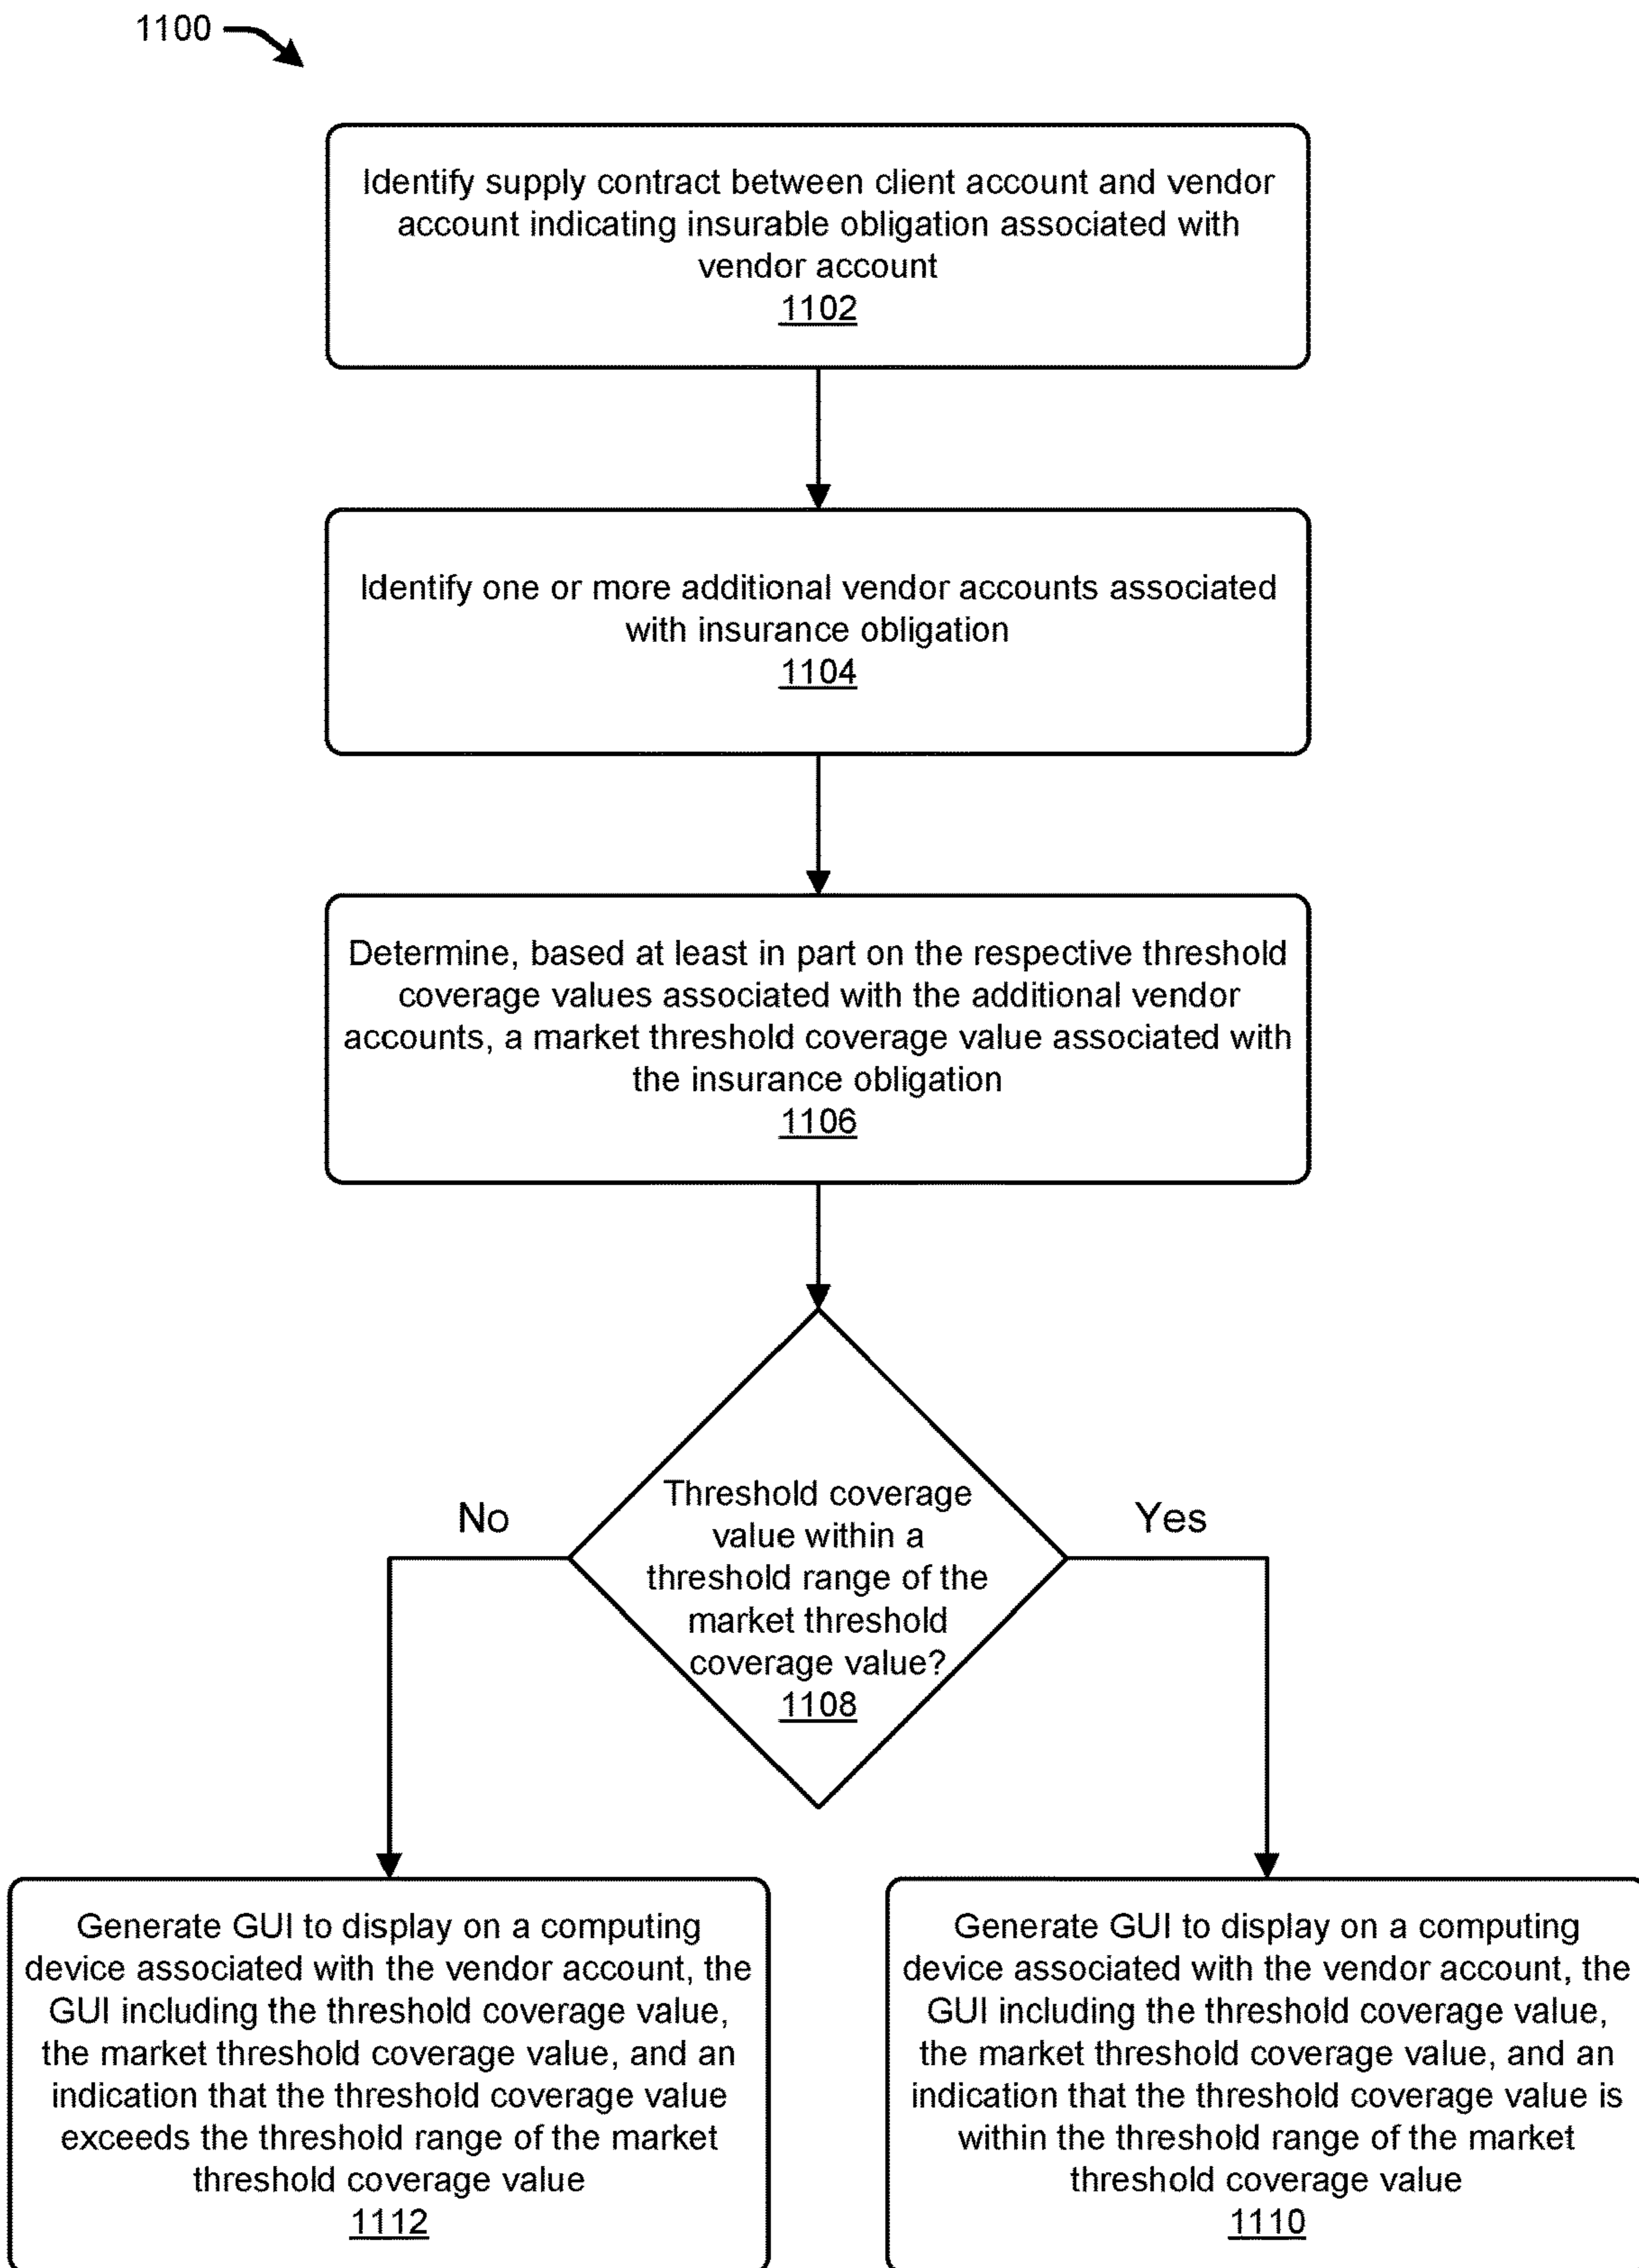 1100
Identify supply contract between client account and vendor
account indicating insurable obligation associated with
vendor account
1102
Identify one or more additional vendor accounts associated
with insurance obligation
1104
Determine, based at least in part on the respective threshold
coverage values associated with the additional vendor
accounts, a market threshold coverage value associated with
the insurance obligation
1106
Threshold coverage
value within a
threshold range of the
market threshold
coverage value?
1108
No
Yes
Generate GUI to display on a computing
device associated with the vendor account, the
GUI including the threshold coverage value,
the market threshold coverage value, and an
indication that the threshold coverage value
exceeds the threshold range of the market
threshold coverage value
1112
Generate GUI to display on a computing
device associated with the vendor account, the
GUI including the threshold coverage value,
the market threshold coverage value, and an
indication that the threshold coverage value is
within the threshold range of the market
threshold coverage value
1110